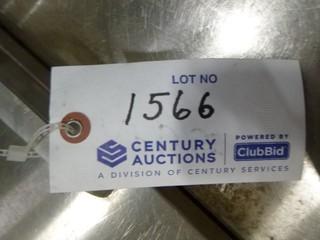 LOT NO
1566
CENTURY AUCTIONS
POWERED BY
ClubBid
A DIVISION OF CENTURY SERVICES